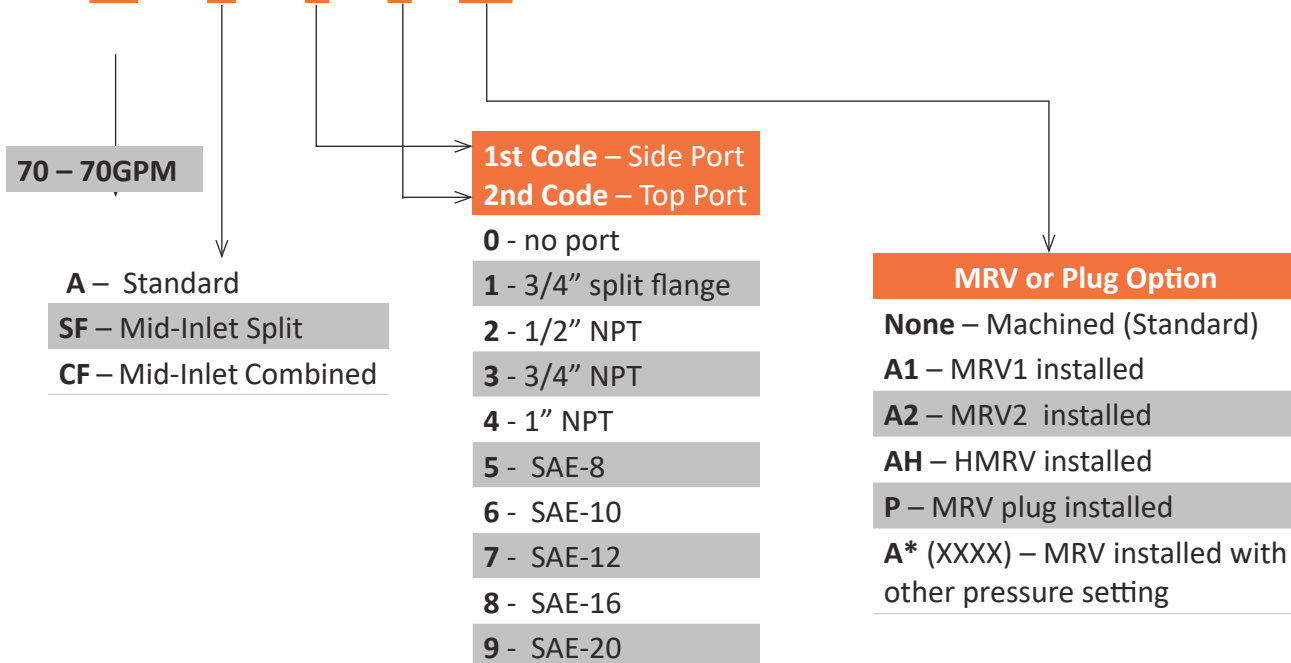 70 – 70GPM
A – Standard
SF – Mid-Inlet Split
CF – Mid-Inlet Combined
1st Code – Side Port
2nd Code – Top Port
0 - no port
1 - 3/4” split flange
2 - 1/2” NPT
3 - 3/4” NPT
4 - 1” NPT
5 - SAE-8
6 - SAE-10
7 - SAE-12
8 - SAE-16
9 - SAE-20
MRV or Plug Option
None – Machined (Standard)
A1 – MRV1 installed
A2 – MRV2 installed
AH – HMRV installed
P – MRV plug installed
A* (XXXX) – MRV installed with
other pressure setting